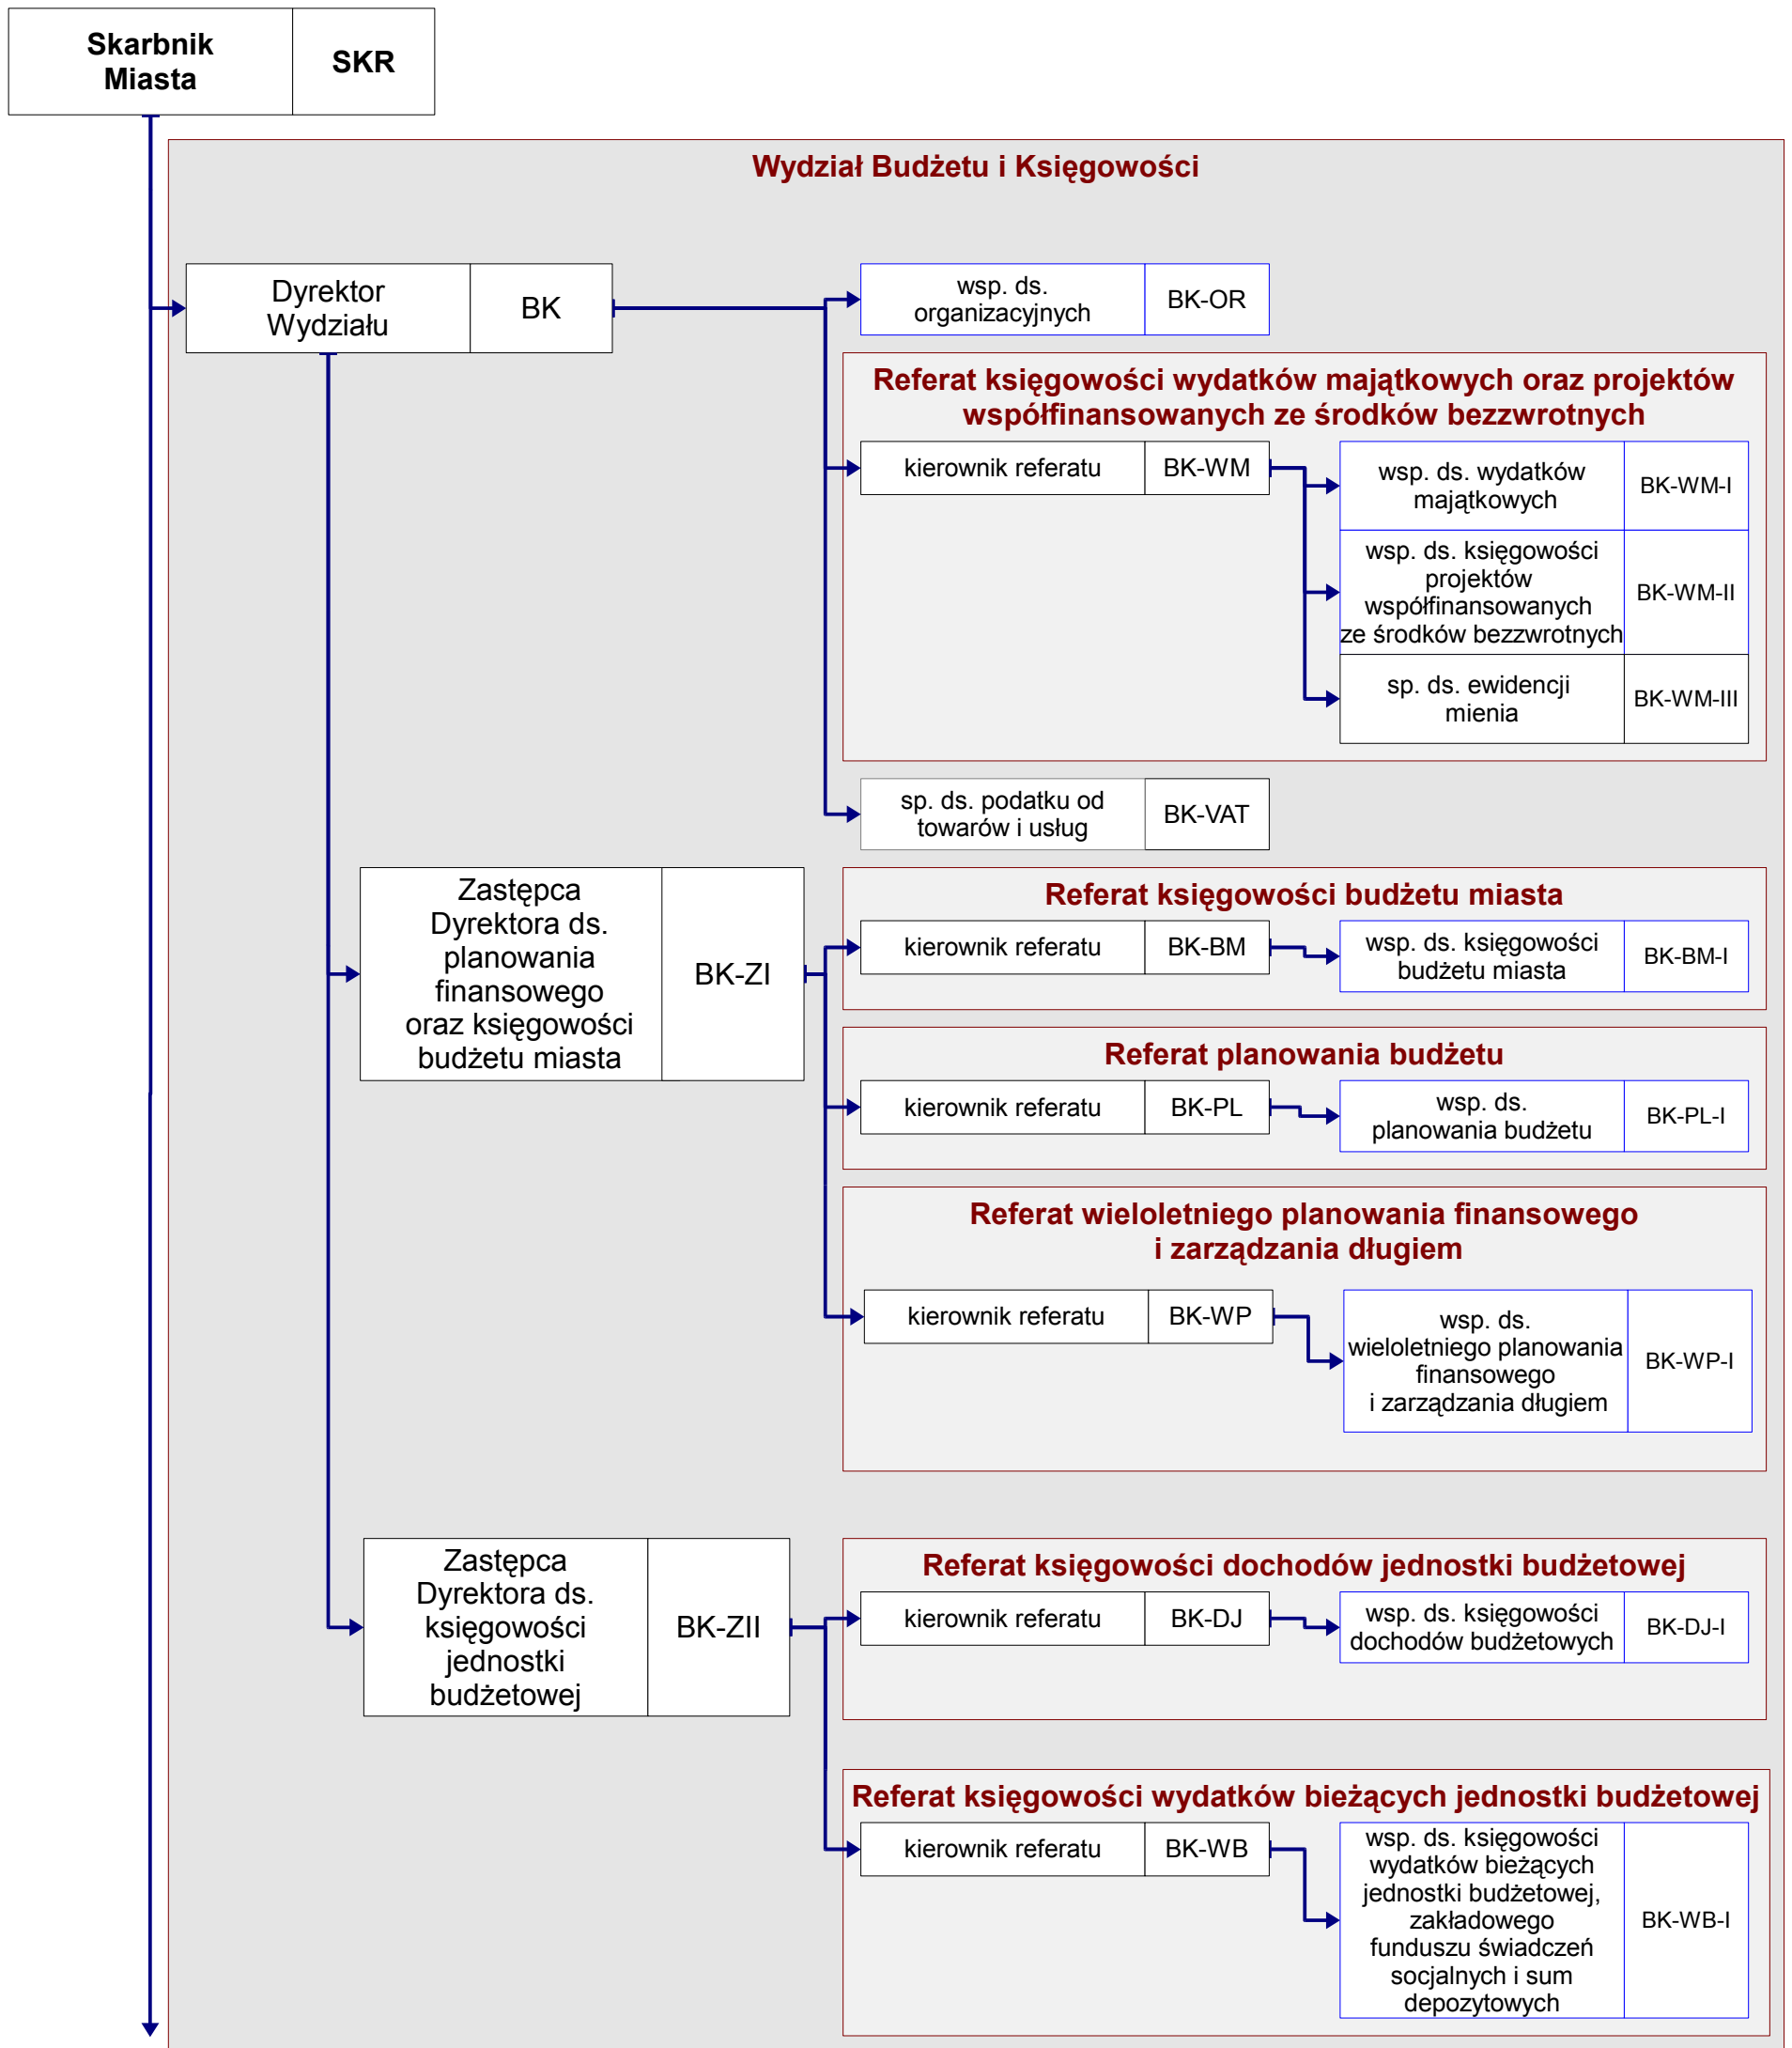 Skarbnik
Miasta
SKR
Wydział Budżetu i Księgowości
Dyrektor
Wydziału
BK
wsp. ds.
organizacyjnych
BK-OR
Referat księgowości wydatków majątkowych oraz projektów
współfinansowanych ze środków bezzwrotnych
kierownik referatu
BK-WM
wsp. ds. wydatków
majątkowych
BK-WM-I
wsp. ds. księgowości
projektów
współfinansowanych
ze środków bezzwrotnych
BK-WM-II
sp. ds. ewidencji
mienia
BK-WM-III
sp. ds. podatku od
towarów i usług
BK-VAT
Zastępca
Dyrektora ds.
planowania
finansowego
oraz księgowości
budżetu miasta
BK-ZI
Referat księgowości budżetu miasta
kierownik referatu
BK-BM
wsp. ds. księgowości
budżetu miasta
BK-BM-I
Referat planowania budżetu
kierownik referatu
BK-PL
wsp. ds.
planowania budżetu
BK-PL-I
Referat wieloletniego planowania finansowego
i zarządzania długiem
kierownik referatu
BK-WP
wsp. ds.
wieloletniego planowania
finansowego
i zarządzania długiem
BK-WP-I
Zastępca
Dyrektora ds.
księgowości
jednostki
budżetowej
BK-ZII
Referat księgowości dochodów jednostki budżetowej
kierownik referatu
BK-DJ
wsp. ds. księgowości
dochodów budżetowych
BK-DJ-I
Referat księgowości wydatków bieżących jednostki budżetowej
kierownik referatu
BK-WB
wsp. ds. księgowości
wydatków bieżących
jednostki budżetowej,
zakładowego
funduszu świadczeń
socjalnych i sum
depozytowych
BK-WB-I